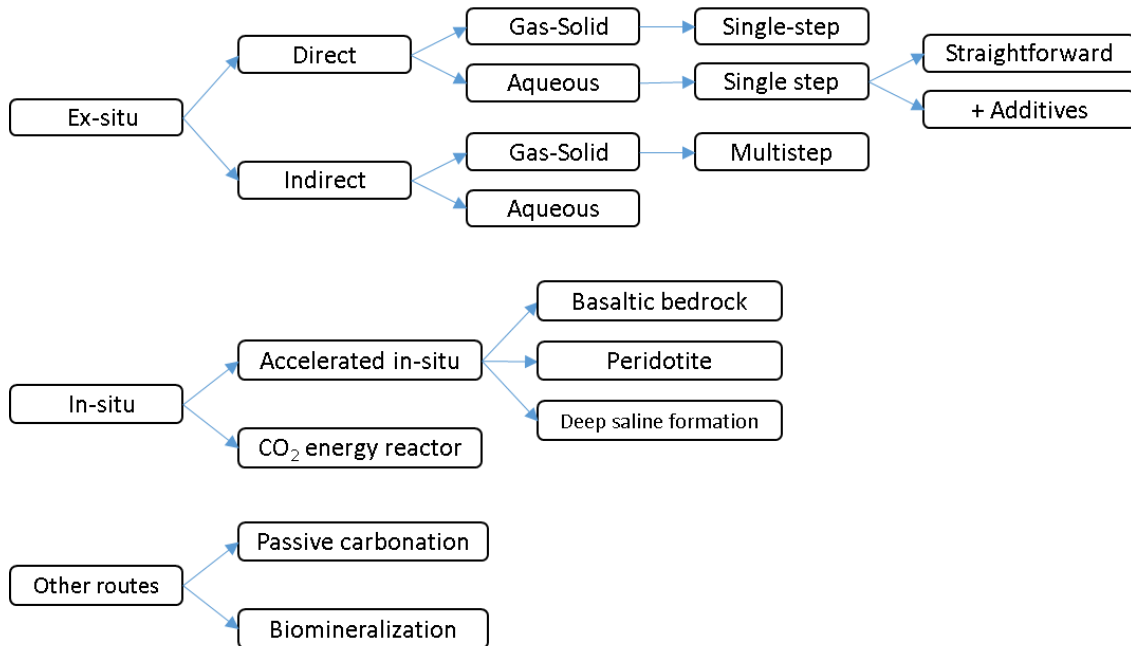 Gas-Solid
Single-step
Direct
Straightforward
Aqueous
Single step
Ex-situ
+ Additives
Gas-Solid
Multistep
Indirect
Aqueous
Basaltic bedrock
Accelerated in-situ
Peridotite
In-situ
Deep saline formation
CO₂ energy reactor
Passive carbonation
Other routes
Biomineralization